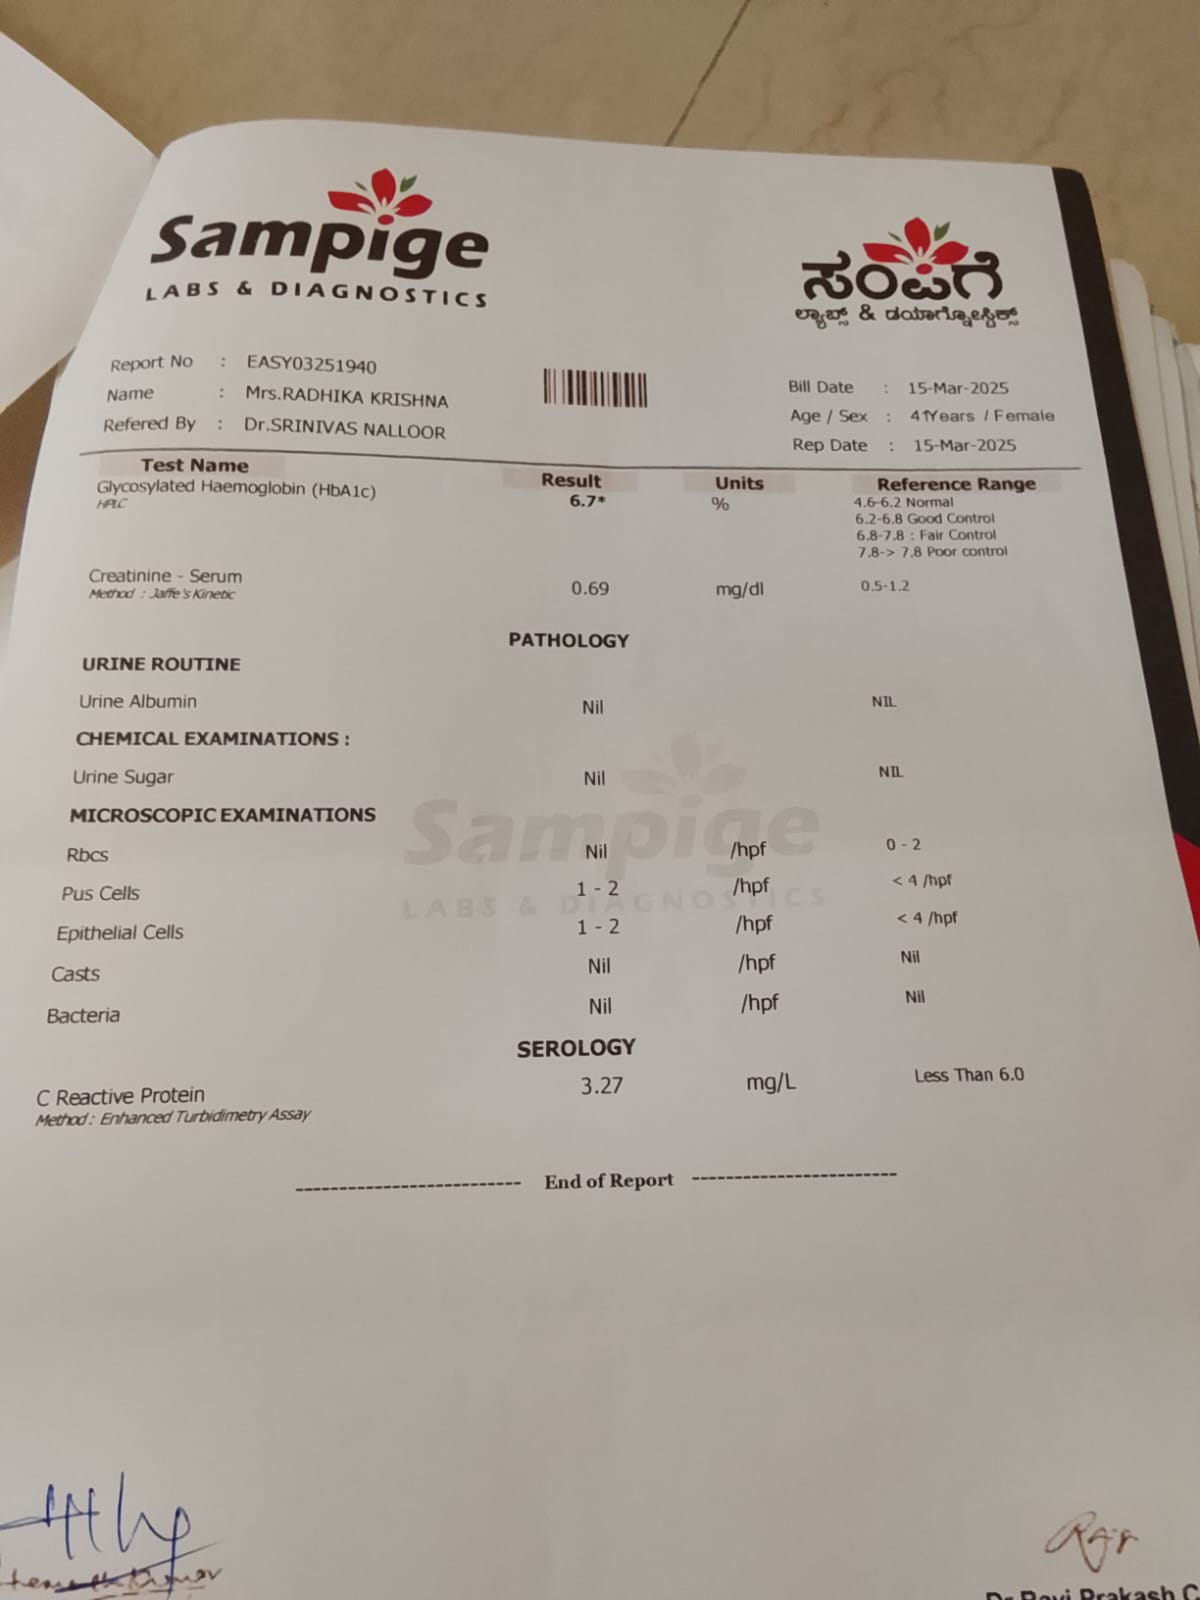 Sampige
LABS & DIAGNOSTICS
ಸಂಪಿಗೆ
ಲ್ಯಾಬ್ಸ್ & ಡಯಾಗ್ನೋಸ್ಟಿಕ್ಸ್
Report No : EASY03251940
Name : Mrs.RADHIKA KRISHNA
Refered By : Dr.SRINIVAS NALLOOR
Bill Date : 15-Mar-2025
Age / Sex : 41Years / Female
Rep Date : 15-Mar-2025
Test Name Result Units Reference Range
Glycosylated Haemoglobin (HbA1c) 6.7* % 4.6-6.2 Normal
HPLC 6.2-6.8 Good Control
6.8-7.8 : Fair Control
7.8-> 7.8 Poor control
Creatinine - Serum 0.69 mg/dl 0.5-1.2
Method : Jaffe's Kinetic
PATHOLOGY
URINE ROUTINE
Urine Albumin Nil NIL
CHEMICAL EXAMINATIONS :
Urine Sugar Nil NIL
MICROSCOPIC EXAMINATIONS
Sampige
LABS & DIAGNOSTICS
Rbcs Nil /hpf 0 - 2
Pus Cells 1 - 2 /hpf < 4 /hpf
Epithelial Cells 1 - 2 /hpf < 4 /hpf
Casts Nil /hpf Nil
Bacteria Nil /hpf Nil
SEROLOGY
C Reactive Protein 3.27 mg/L Less Than 6.0
Method : Enhanced Turbidimetry Assay
End of Report
Dr Ravi Prakash C